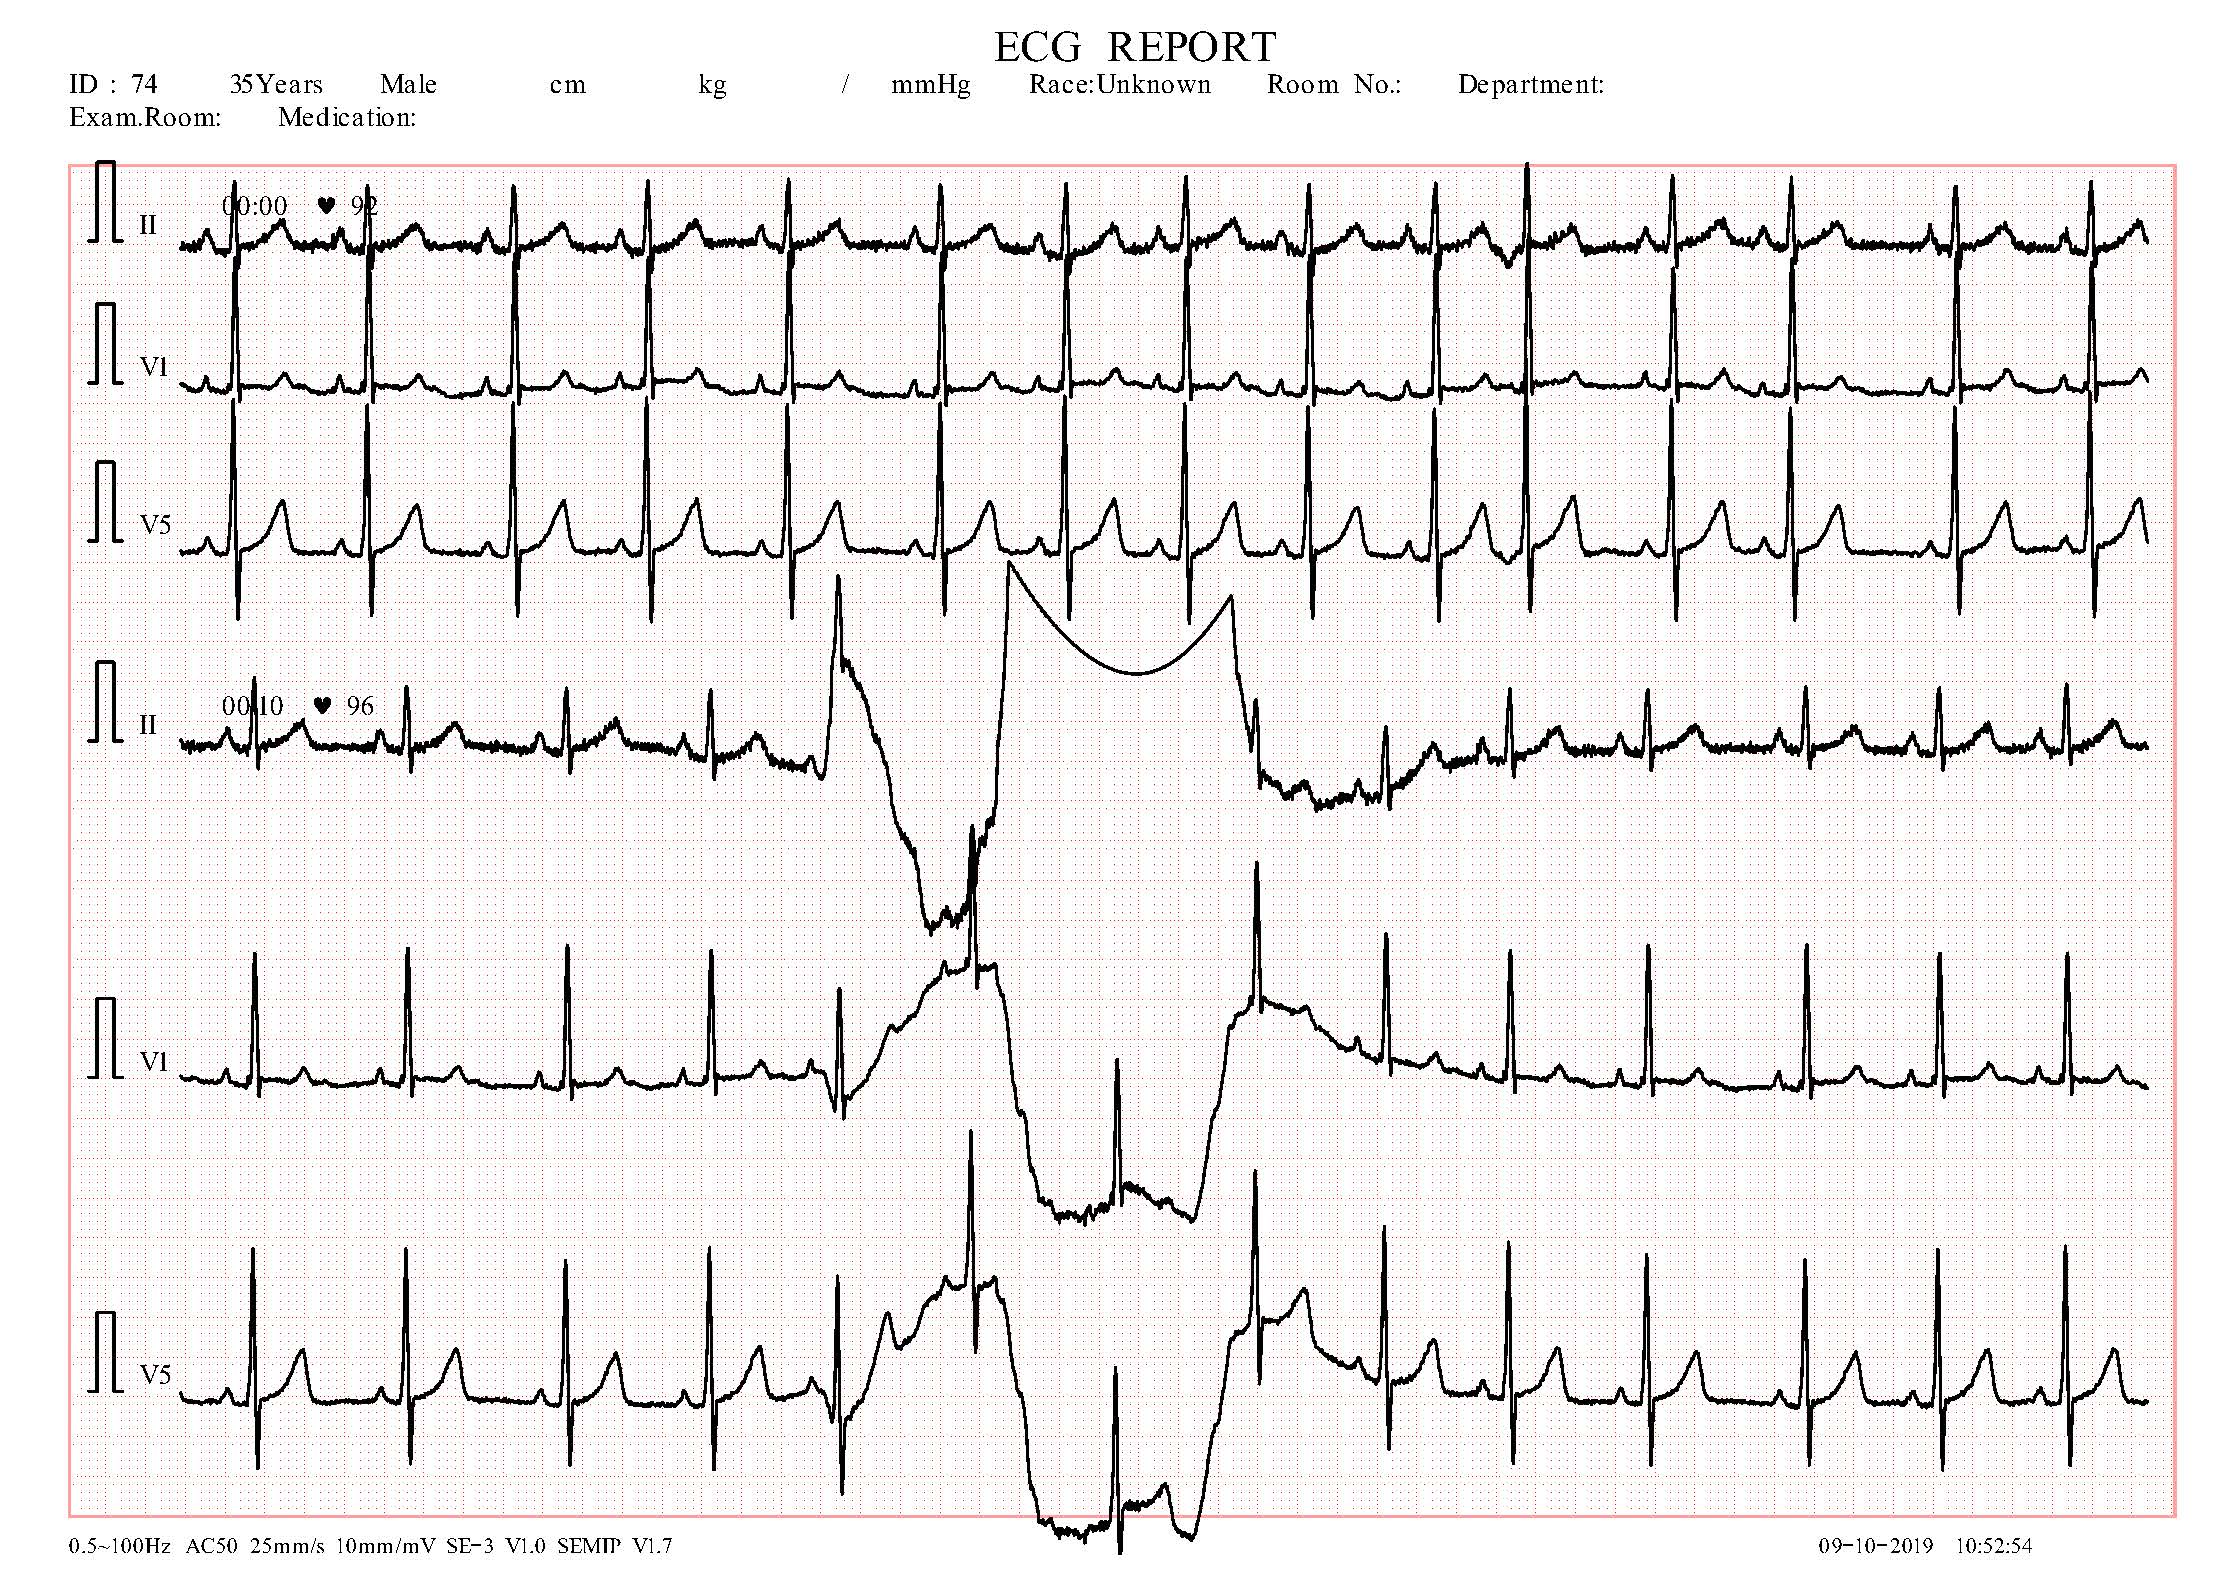 ECG REPORT
ID : 74 35Years Male cm kg / mmHg Race:Unknown Room No.: Department:
Exam.Room: Medication:
00:00 ♥ 92
II
V1
V5
00:10 ♥ 96
II
V1
V5
0.5~100Hz AC50 25mm/s 10mm/mV SE-3 V1.0 SEMIP V1.7 09-10-2019 10:52:54